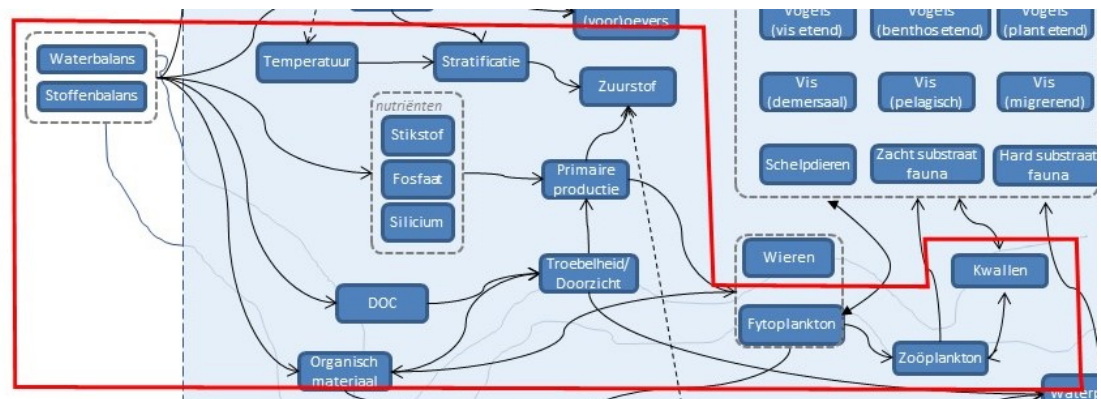 (voor)oevers
Vogels
(vis etend)
Vogels
(benthos etend)
Vogels
(plant etend)
Waterbalans
Stoffenbalans
Temperatuur
Stratificatie
Zuurstof
Vis
(demersaal)
Vis
(pelagisch)
Vis
(migrerend)
nutriënten
Stikstof
Fosfaat
Silicium
Primaire
productie
Schelpdieren
Zacht substraat
fauna
Hard substraat
fauna
Troebelheid/
Doorzicht
Wieren
Kwallen
DOC
Fytoplankton
Zoöplankton
Organisch
materiaal